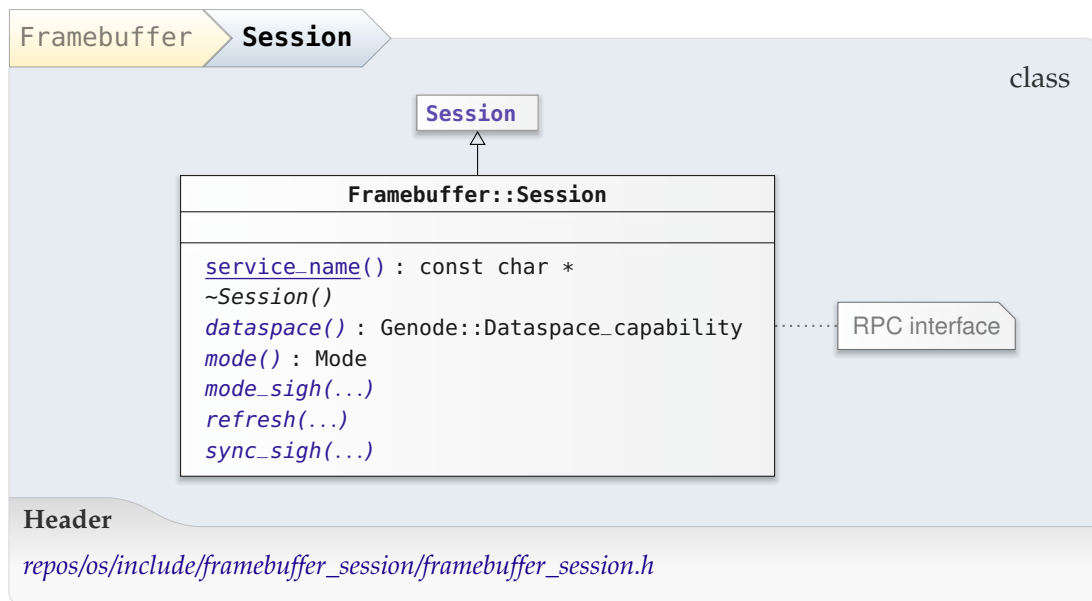 Framebuffer Session
class
Session
Framebuffer::Session
service_name() : const char *
~Session()
dataspace() : Genode::Dataspace_capability
RPC interface
mode() : Mode
mode_sigh(...)
refresh(...)
sync_sigh(...)
Header
repos/os/include/framebuffer_session/framebuffer_session.h